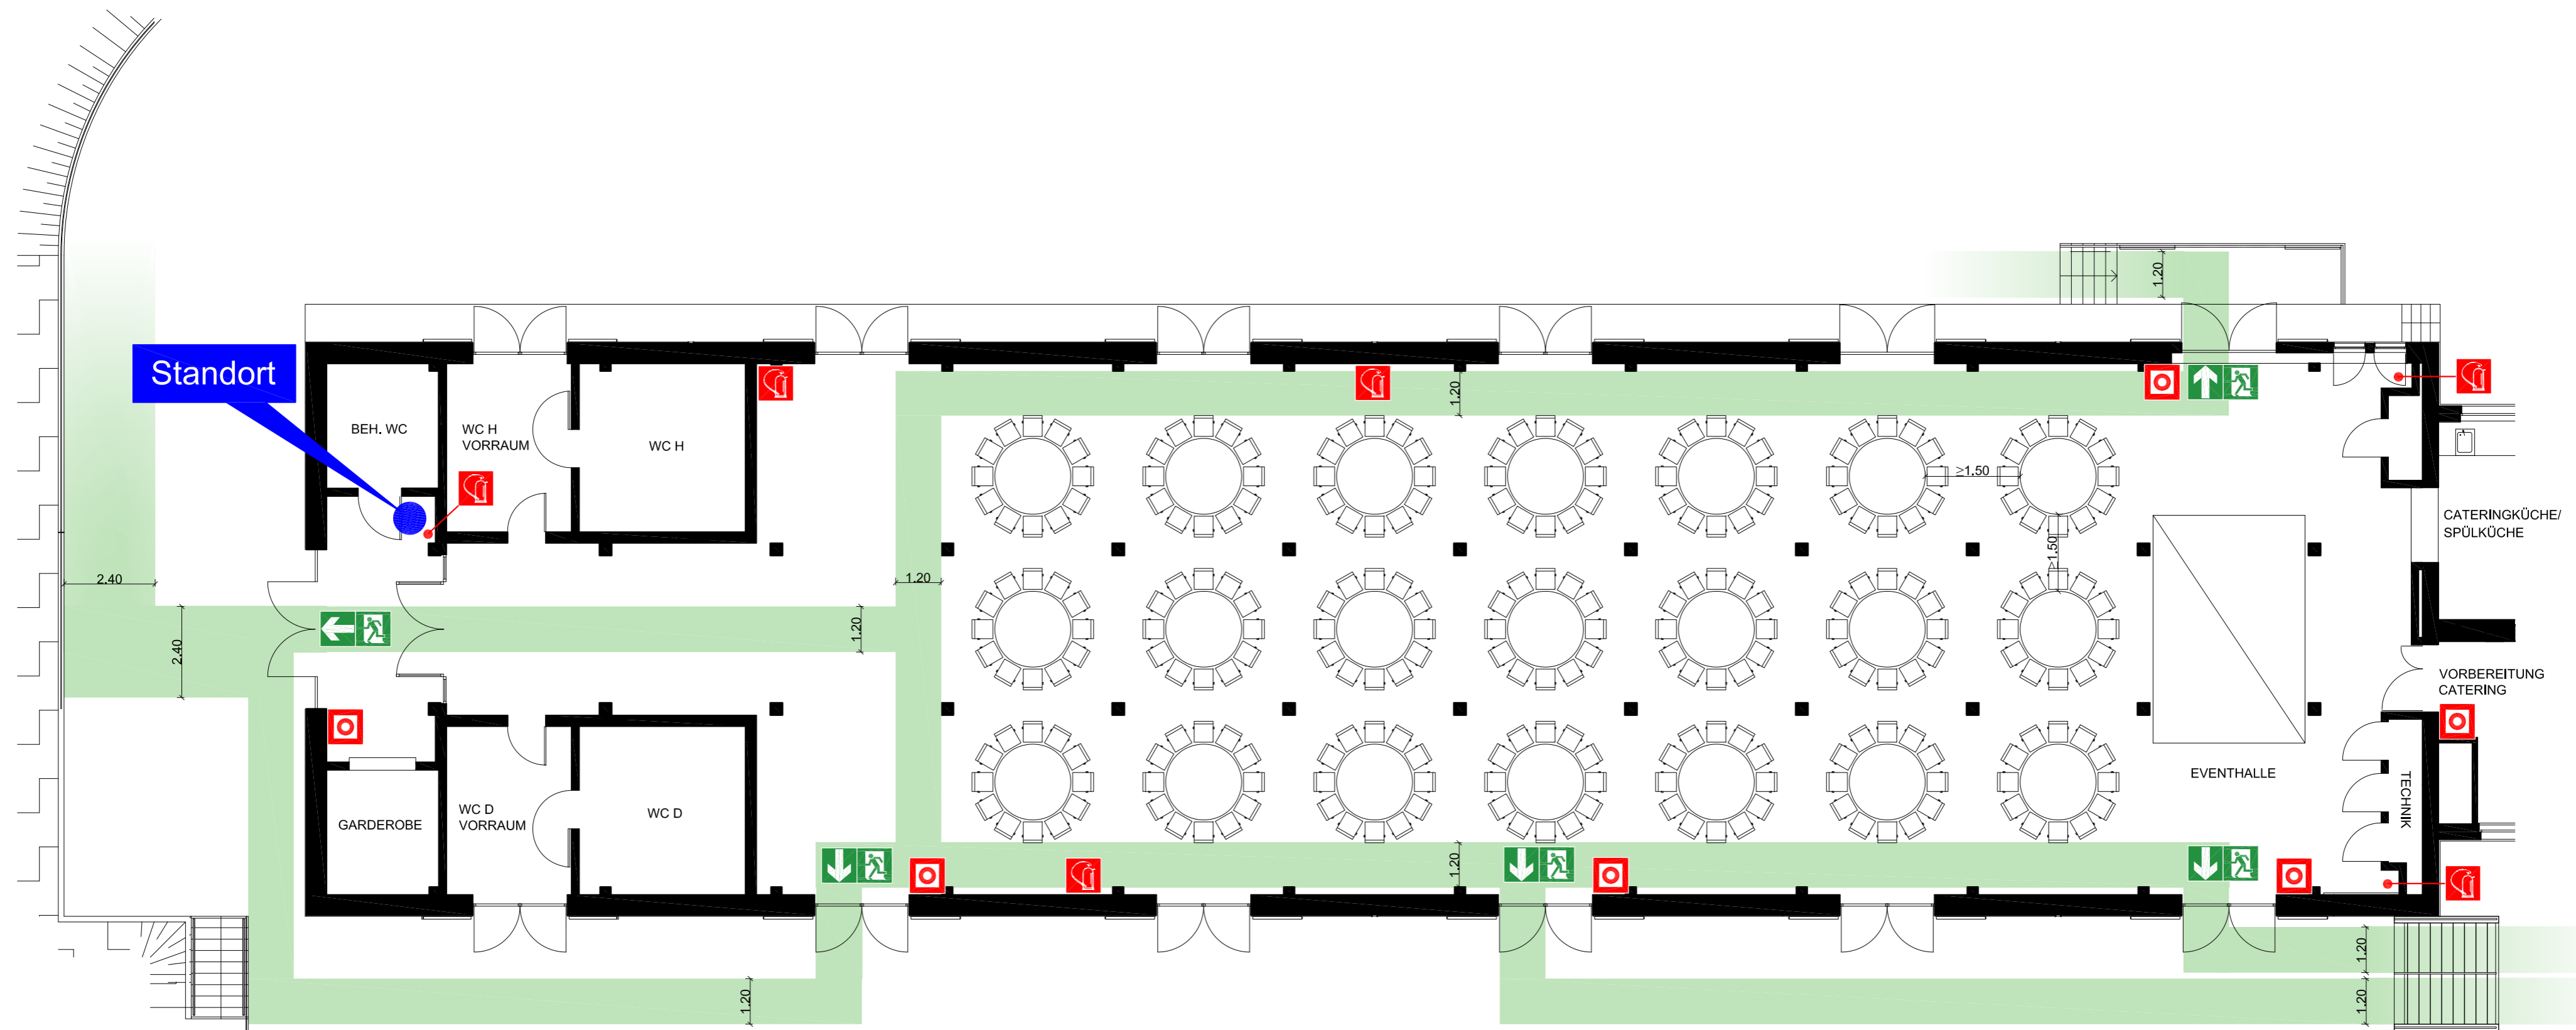 1.20
Standort
1.20
BEH. WC
WC H
VORRAUM
WC H
≥1.50
CATERINGKÜCHE/
SPÜLKÜCHE
≥1.50
2.40
1.20
1.20
2.40
VORBEREITUNG
CATERING
EVENTHALLE
TECHNIK
GARDEROBE
WC D
VORRAUM
WC D
1.20
1.20
1.20
1.20